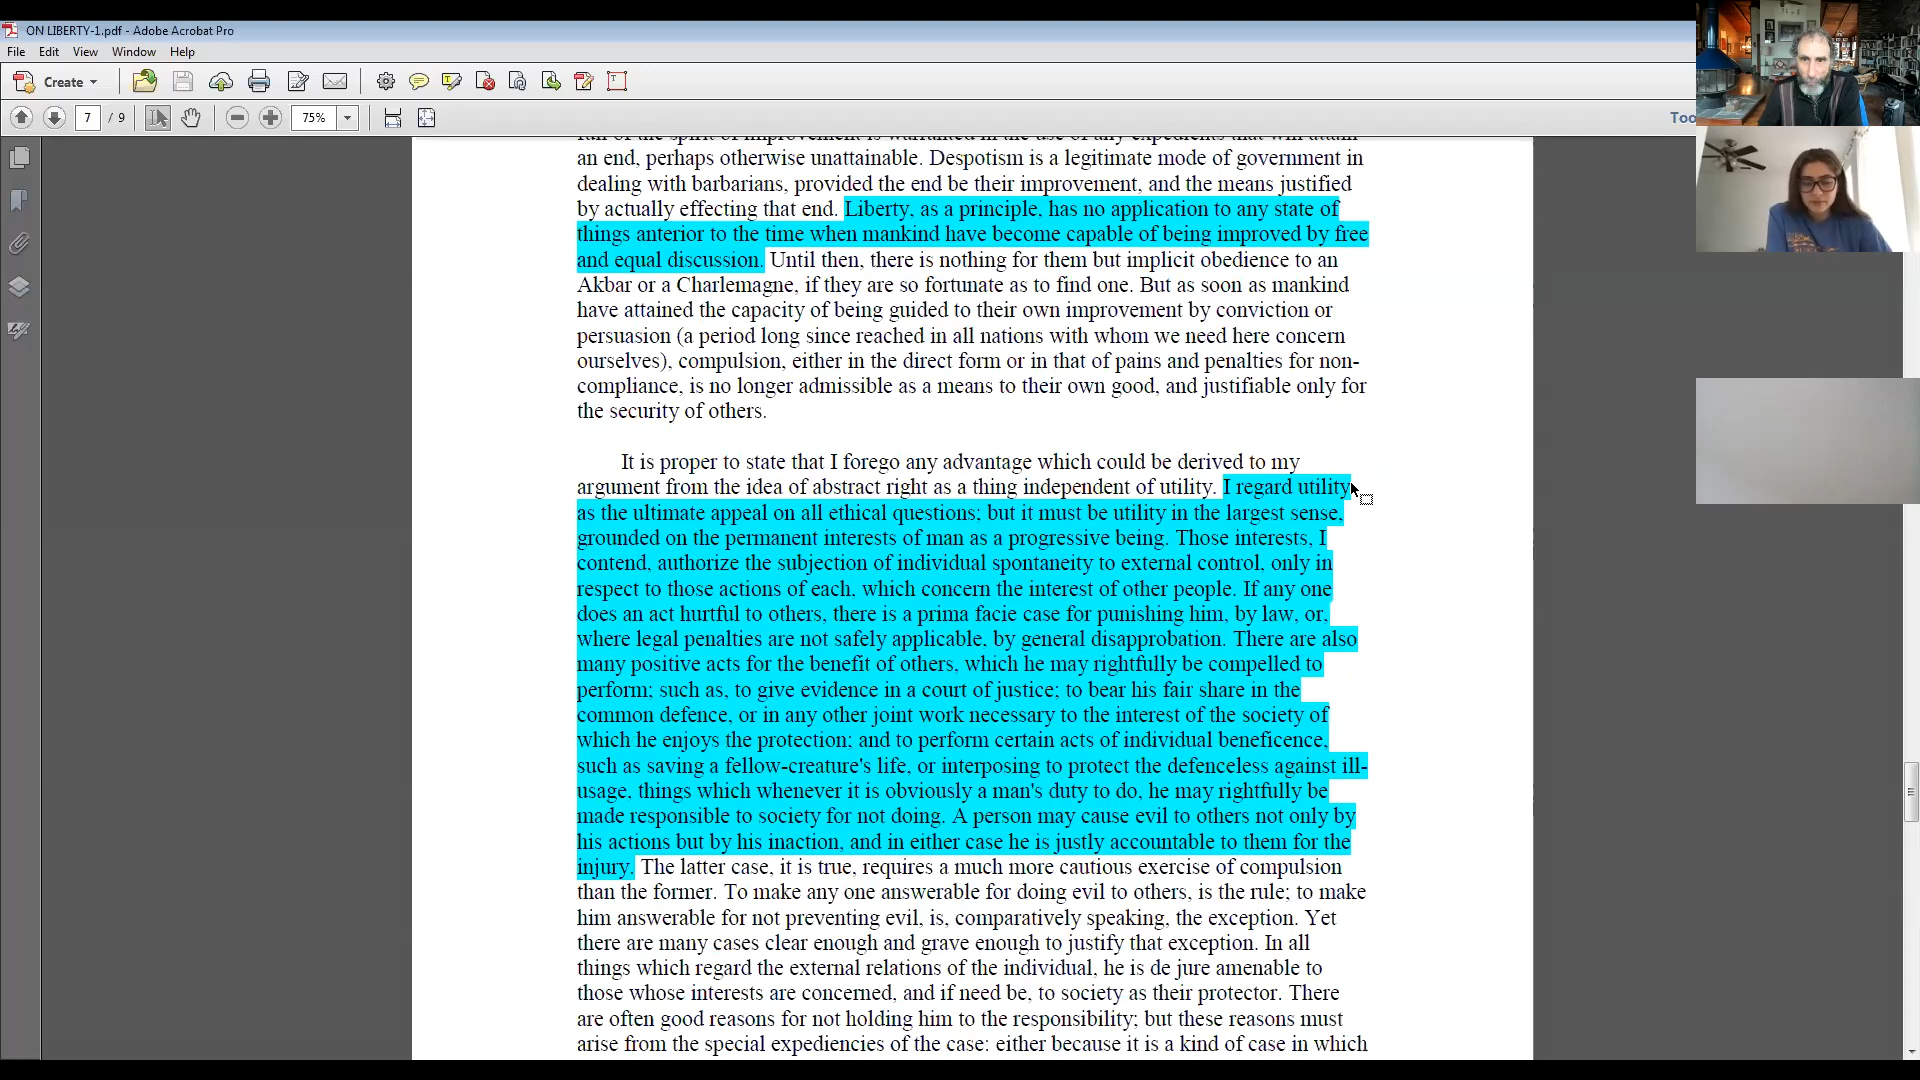 ON LIBERTY-1.pdf - Adobe Acrobat Pro
File Edit View Window Help
Create
7 / 9 75%
full of the spirit of improvement is warranted in the use of any expedients that will attain
an end, perhaps otherwise unattainable. Despotism is a legitimate mode of government in
dealing with barbarians, provided the end be their improvement, and the means justified
by actually effecting that end. Liberty, as a principle, has no application to any state of
things anterior to the time when mankind have become capable of being improved by free
and equal discussion. Until then, there is nothing for them but implicit obedience to an
Akbar or a Charlemagne, if they are so fortunate as to find one. But as soon as mankind
have attained the capacity of being guided to their own improvement by conviction or
persuasion (a period long since reached in all nations with whom we need here concern
ourselves), compulsion, either in the direct form or in that of pains and penalties for non-
compliance, is no longer admissible as a means to their own good, and justifiable only for
the security of others.
It is proper to state that I forego any advantage which could be derived to my
argument from the idea of abstract right as a thing independent of utility. I regard utility
as the ultimate appeal on all ethical questions; but it must be utility in the largest sense,
grounded on the permanent interests of man as a progressive being. Those interests, I
contend, authorize the subjection of individual spontaneity to external control, only in
respect to those actions of each, which concern the interest of other people. If any one
does an act hurtful to others, there is a prima facie case for punishing him, by law, or,
where legal penalties are not safely applicable, by general disapprobation. There are also
many positive acts for the benefit of others, which he may rightfully be compelled to
perform; such as, to give evidence in a court of justice; to bear his fair share in the
common defence, or in any other joint work necessary to the interest of the society of
which he enjoys the protection; and to perform certain acts of individual beneficence,
such as saving a fellow-creature's life, or interposing to protect the defenceless against ill-
usage, things which whenever it is obviously a man's duty to do, he may rightfully be
made responsible to society for not doing. A person may cause evil to others not only by
his actions but by his inaction, and in either case he is justly accountable to them for the
injury. The latter case, it is true, requires a much more cautious exercise of compulsion
than the former. To make any one answerable for doing evil to others, is the rule; to make
him answerable for not preventing evil, is, comparatively speaking, the exception. Yet
there are many cases clear enough and grave enough to justify that exception. In all
things which regard the external relations of the individual, he is de jure amenable to
those whose interests are concerned, and if need be, to society as their protector. There
are often good reasons for not holding him to the responsibility; but these reasons must
arise from the special expediencies of the case: either because it is a kind of case in which